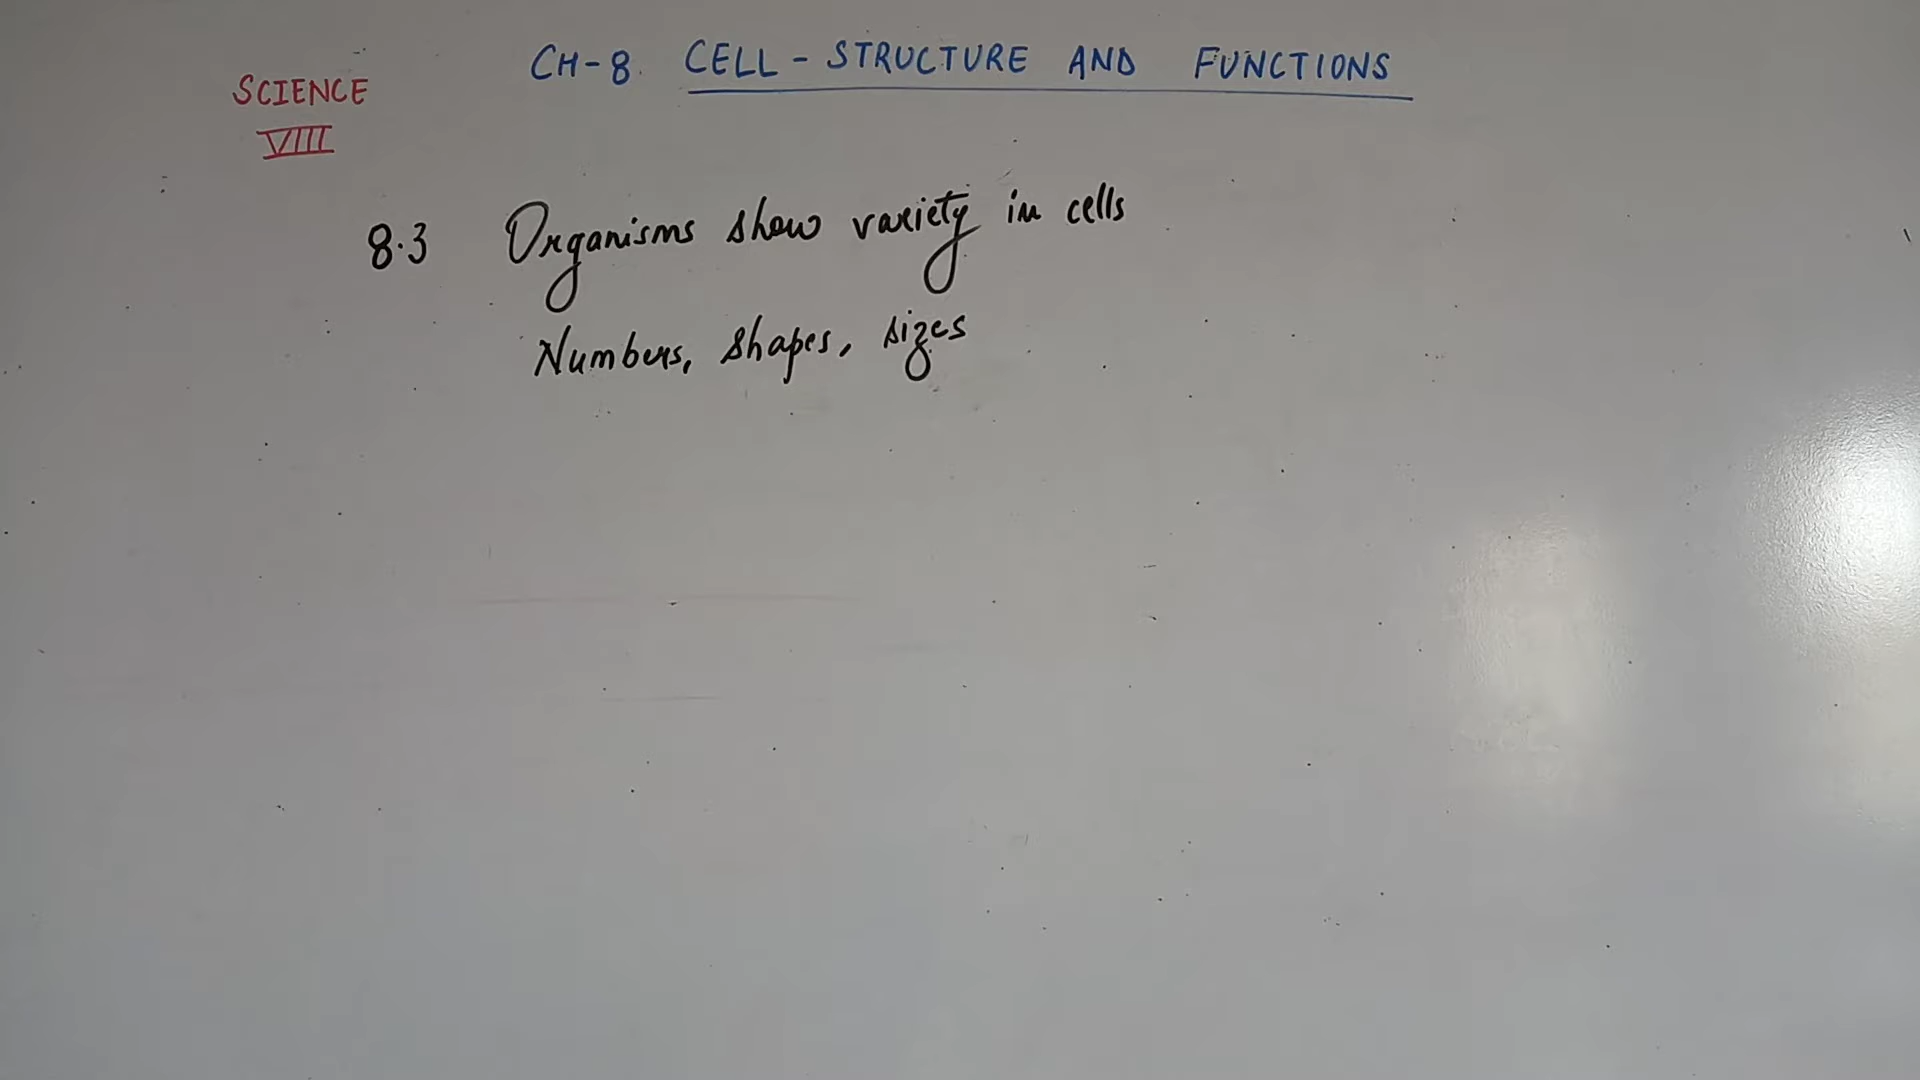 CH-8. CELL - STRUCTURE AND FUNCTIONS
SCIENCE
VIII
8.3 Organisms show variety in cells
Numbers, shapes, sizes